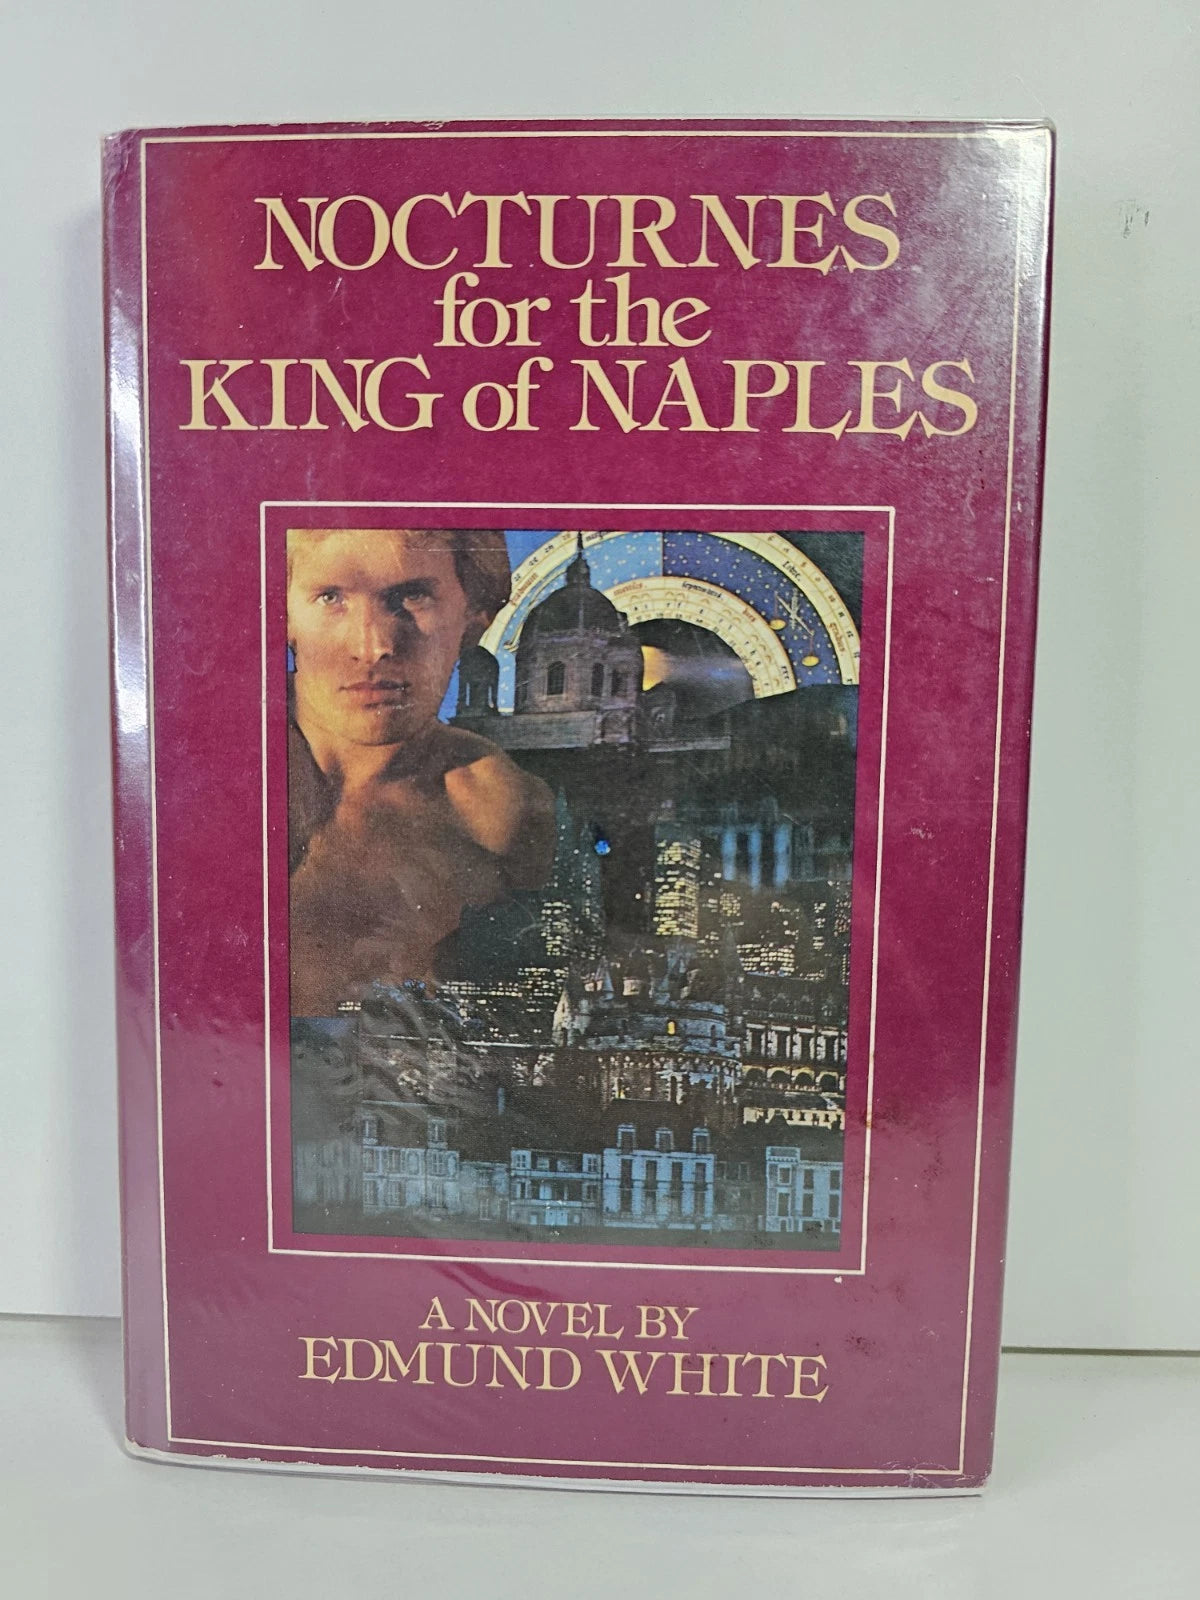 NOCTURNES
for the
KING of NAPLES
A NOVEL BY
EDMUND WHITE